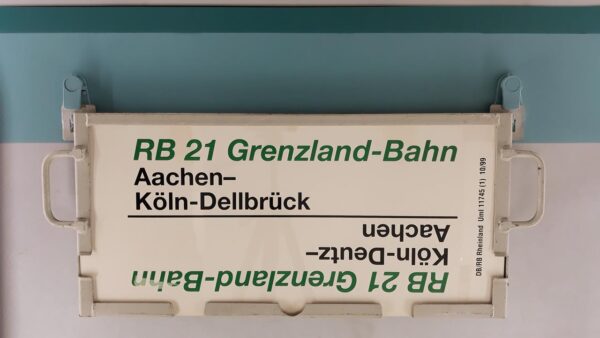 RB 21 Grenzland-Bahn
Aachen–
Köln-Dellbrück
RB 21 Grenzland-Bahn
Köln-Deutz–
Aachen
DB/RB Rheinland Uml 11745 (1) 10/99